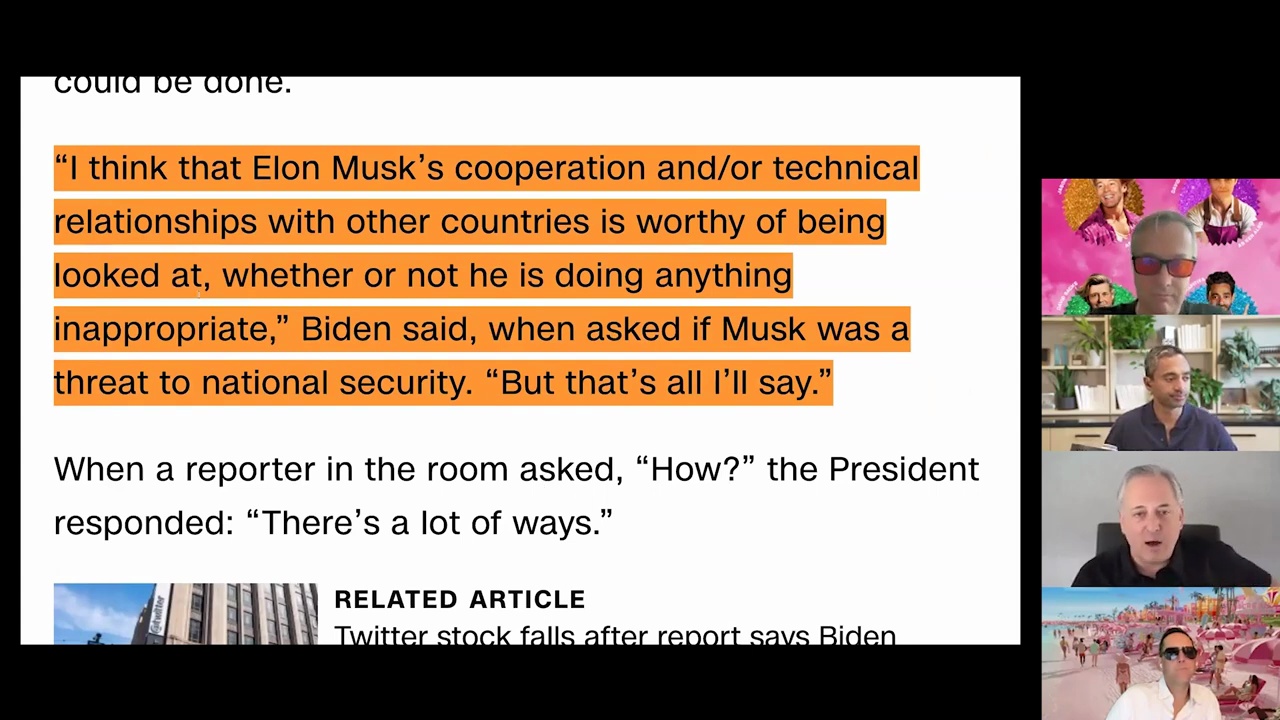 could be done.
“I think that Elon Musk’s cooperation and/or technical
relationships with other countries is worthy of being
looked at, whether or not he is doing anything
inappropriate,” Biden said, when asked if Musk was a
threat to national security. “But that’s all I’ll say.”
When a reporter in the room asked, “How?” the President
responded: “There’s a lot of ways.”
RELATED ARTICLE
Twitter stock falls after report says Biden